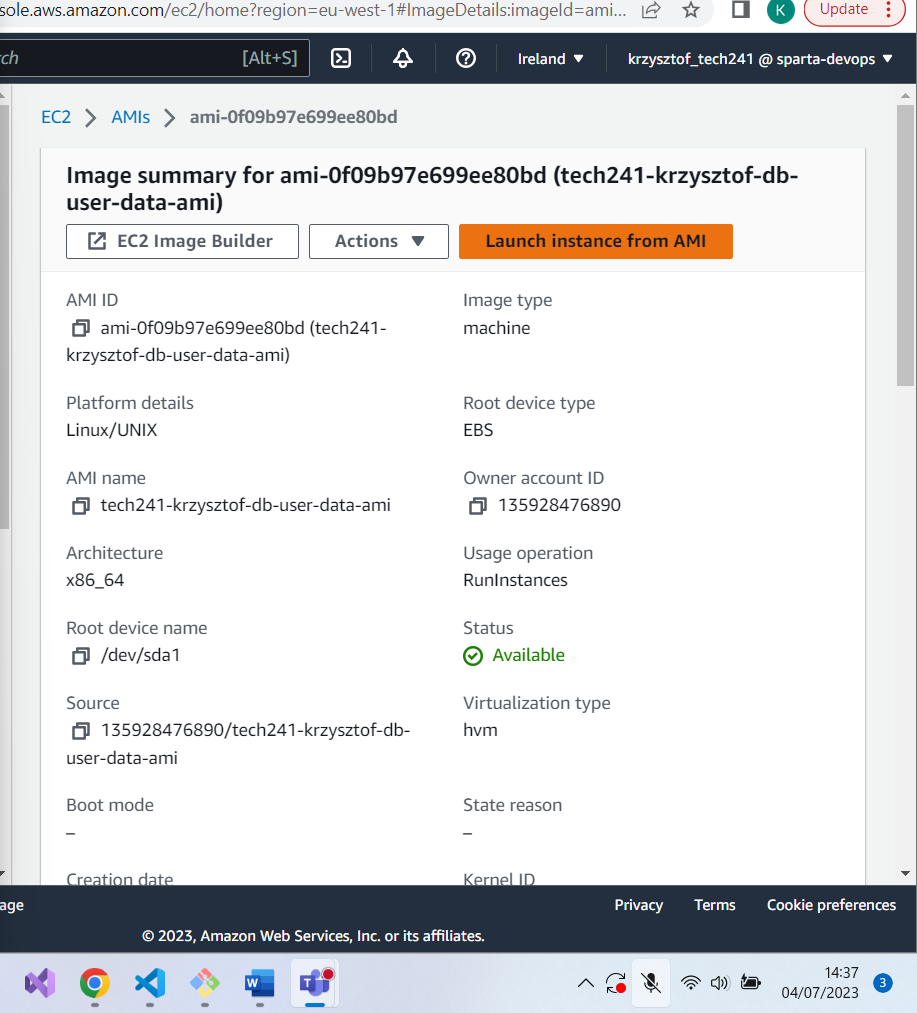 sole.aws.amazon.com/ec2/home?region=eu-west-1#ImageDetails:imageId=ami...
K
Update
ch
[Alt+S]
Ireland
krzysztof_tech241 @ sparta-devops
EC2
AMIs
ami-0f09b97e699ee80bd
Image summary for ami-0f09b97e699ee80bd (tech241-krzysztof-db-
user-data-ami)
EC2 Image Builder
Actions
Launch instance from AMI
AMI ID
ami-0f09b97e699ee80bd (tech241-
krzysztof-db-user-data-ami)
Image type
machine
Platform details
Linux/UNIX
Root device type
EBS
AMI name
tech241-krzysztof-db-user-data-ami
Owner account ID
135928476890
Architecture
x86_64
Usage operation
RunInstances
Root device name
/dev/sda1
Status
Available
Source
135928476890/tech241-krzysztof-db-
user-data-ami
Virtualization type
hvm
Boot mode
–
State reason
–
Creation date
Kernel ID
age
Privacy
Terms
Cookie preferences
© 2023, Amazon Web Services, Inc. or its affiliates.
W
T
14:37
04/07/2023
3